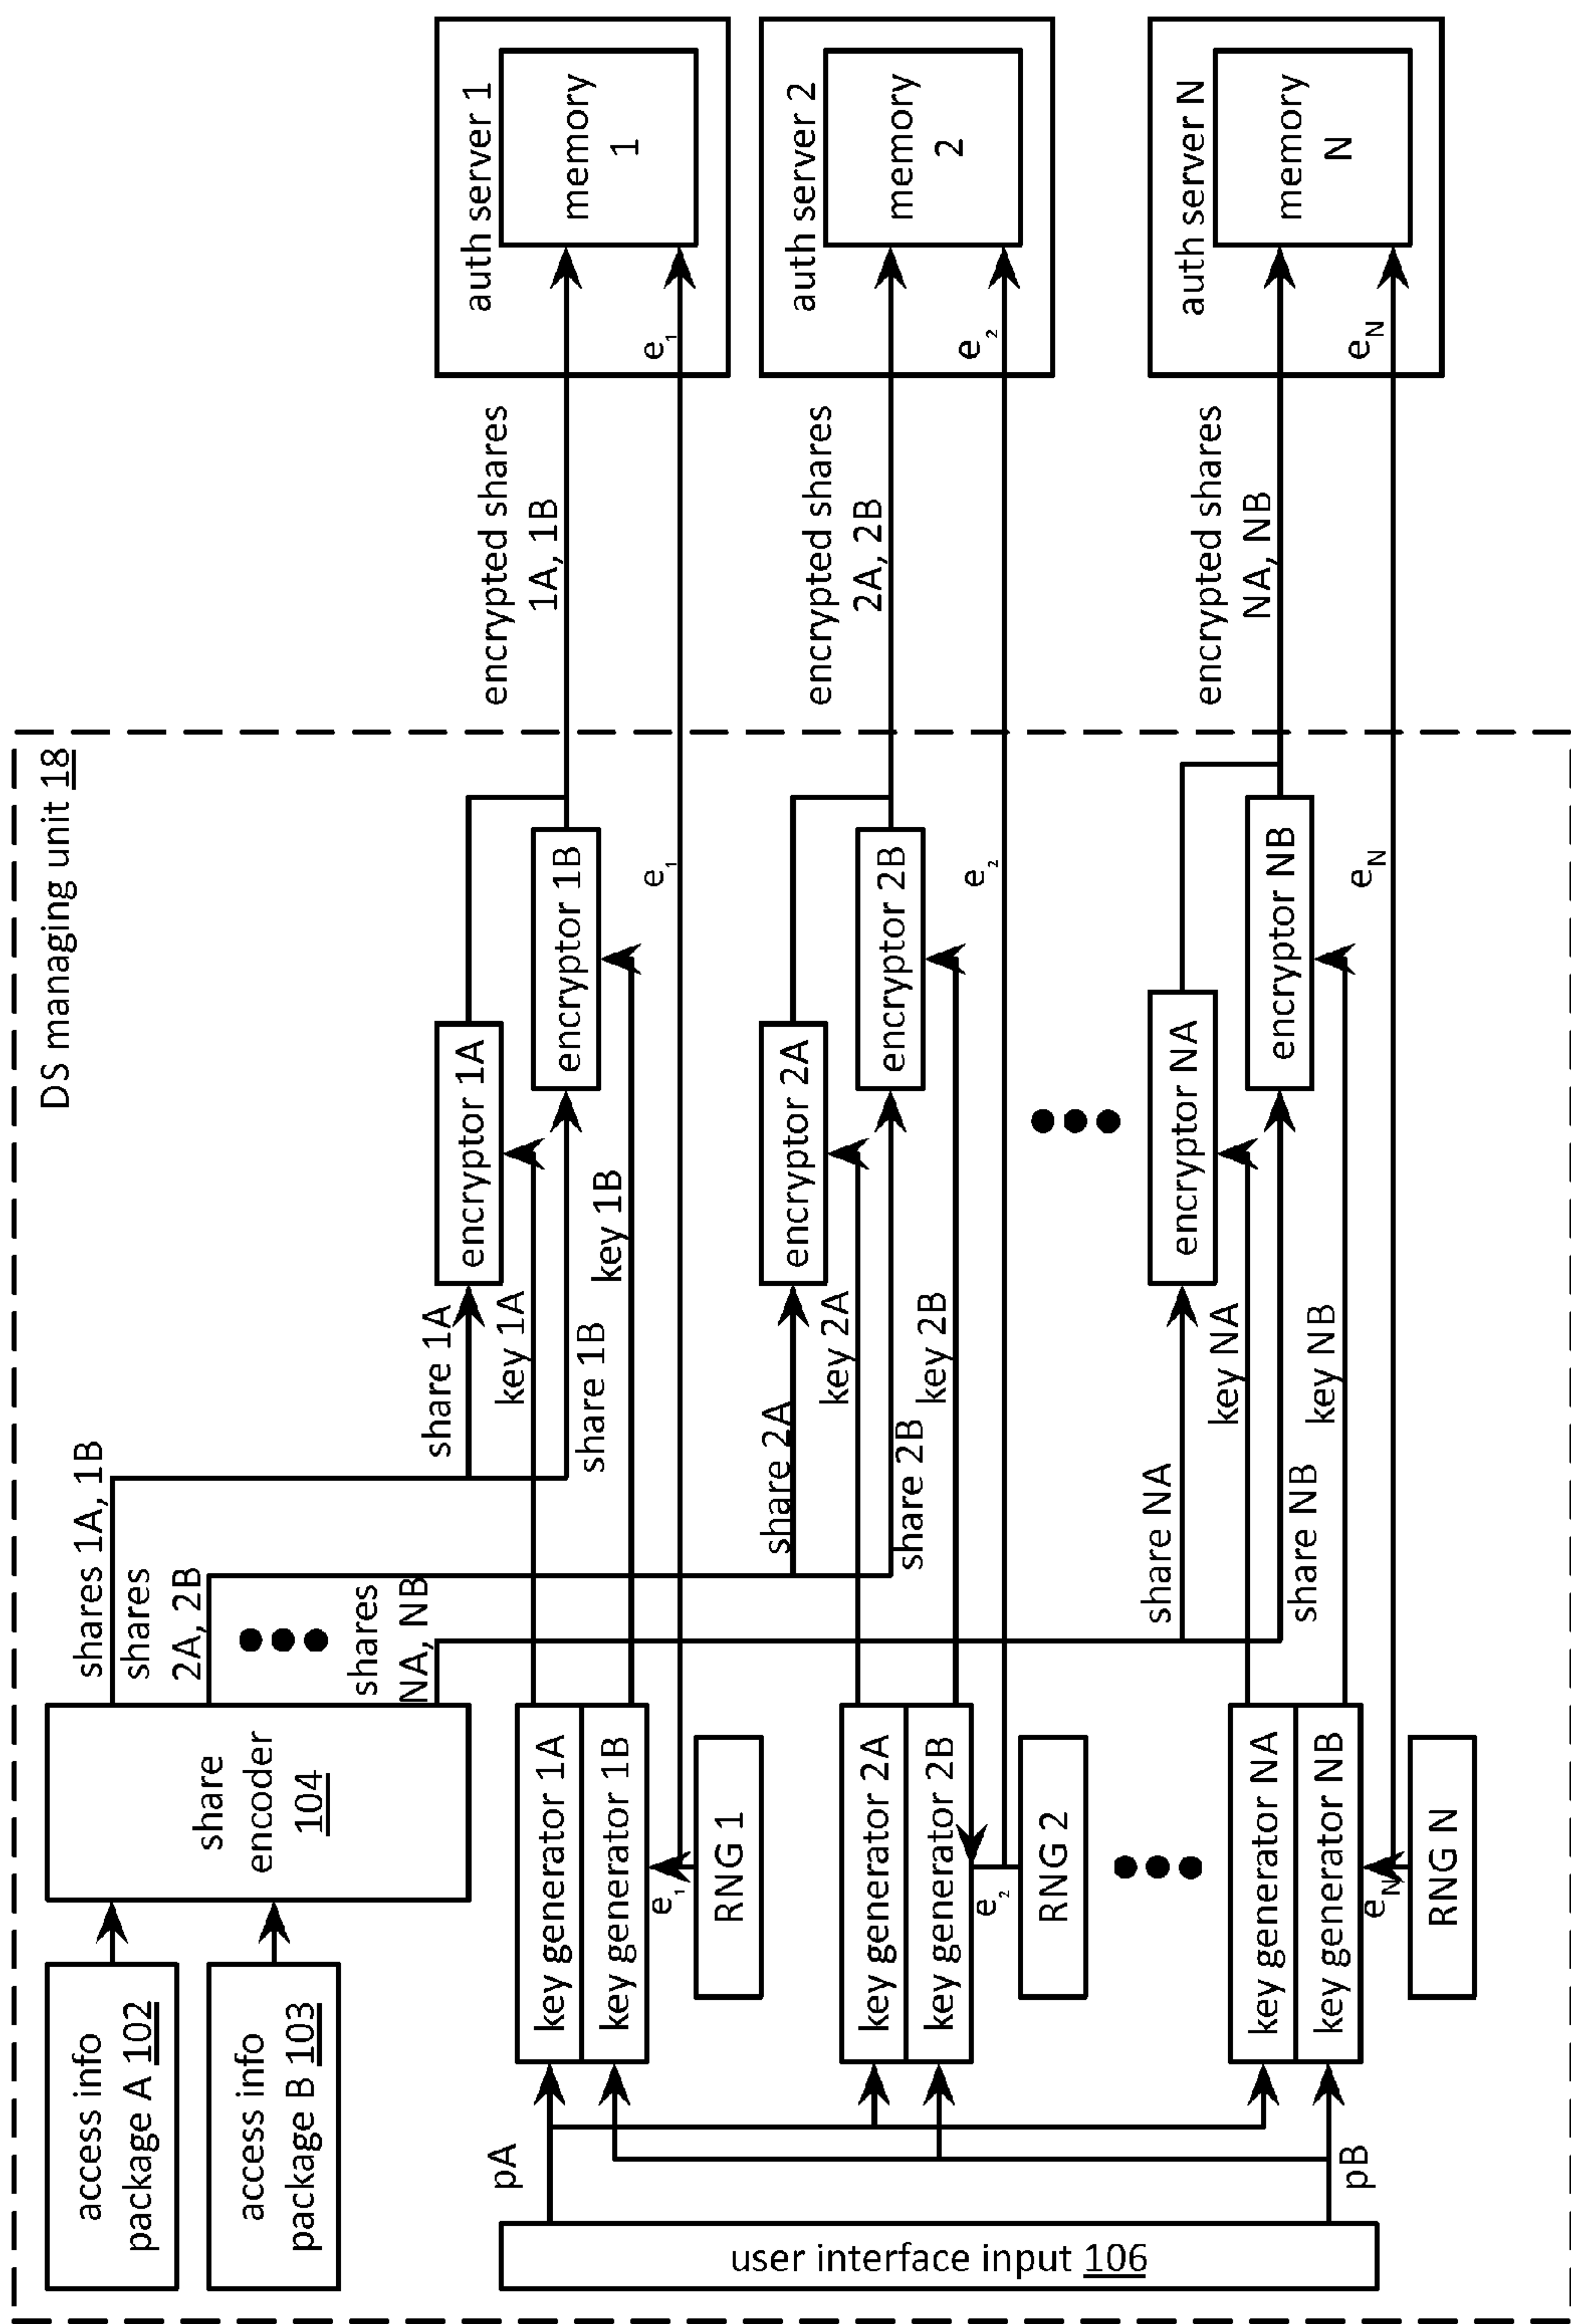 DS managing unit 18
access info
package A 102
access info
package B 103
share
encoder
104
shares 1A, 1B
shares
2A, 2B
shares
NA, NB
user interface input 106
pA
pB
key generator 1A
key generator 1B
e1
RNG 1
share 1A
key 1A
share 1B
key 1B
encryptor 1A
encryptor 1B
e1
encrypted shares
1A, 1B
auth server 1
memory
1
e1
key generator 2A
key generator 2B
e2
RNG 2
share 2A
key 2A
share 2B
key 2B
encryptor 2A
encryptor 2B
e2
encrypted shares
2A, 2B
auth server 2
memory
2
e2
key generator NA
key generator NB
eN
RNG N
share NA
key NA
share NB
key NB
encryptor NA
encryptor NB
eN
encrypted shares
NA, NB
auth server N
memory
N
eN